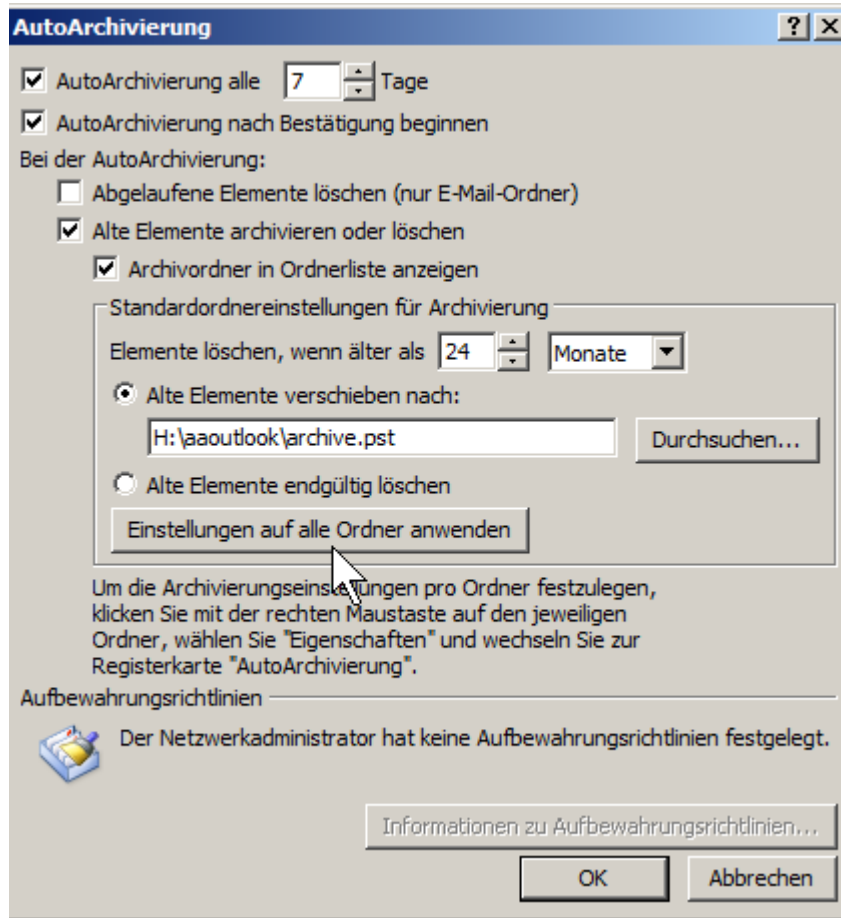 AutoArchivierung
AutoArchivierung alle 7 Tage
AutoArchivierung nach Bestätigung beginnen
Bei der AutoArchivierung:
Abgelaufene Elemente löschen (nur E-Mail-Ordner)
Alte Elemente archivieren oder löschen
Archivordner in Ordnerliste anzeigen
Standardordnereinstellungen für Archivierung
Elemente löschen, wenn älter als 24 Monate
Alte Elemente verschieben nach:
H:\aaoutlook\archive.pst Durchsuchen...
Alte Elemente endgültig löschen
Einstellungen auf alle Ordner anwenden
Um die Archivierungseinstellungen pro Ordner festzulegen,
klicken Sie mit der rechten Maustaste auf den jeweiligen
Ordner, wählen Sie "Eigenschaften" und wechseln Sie zur
Registerkarte "AutoArchivierung".
Aufbewahrungsrichtlinien
Der Netzwerkadministrator hat keine Aufbewahrungsrichtlinien festgelegt.
Informationen zu Aufbewahrungsrichtlinien...
OK Abbrechen